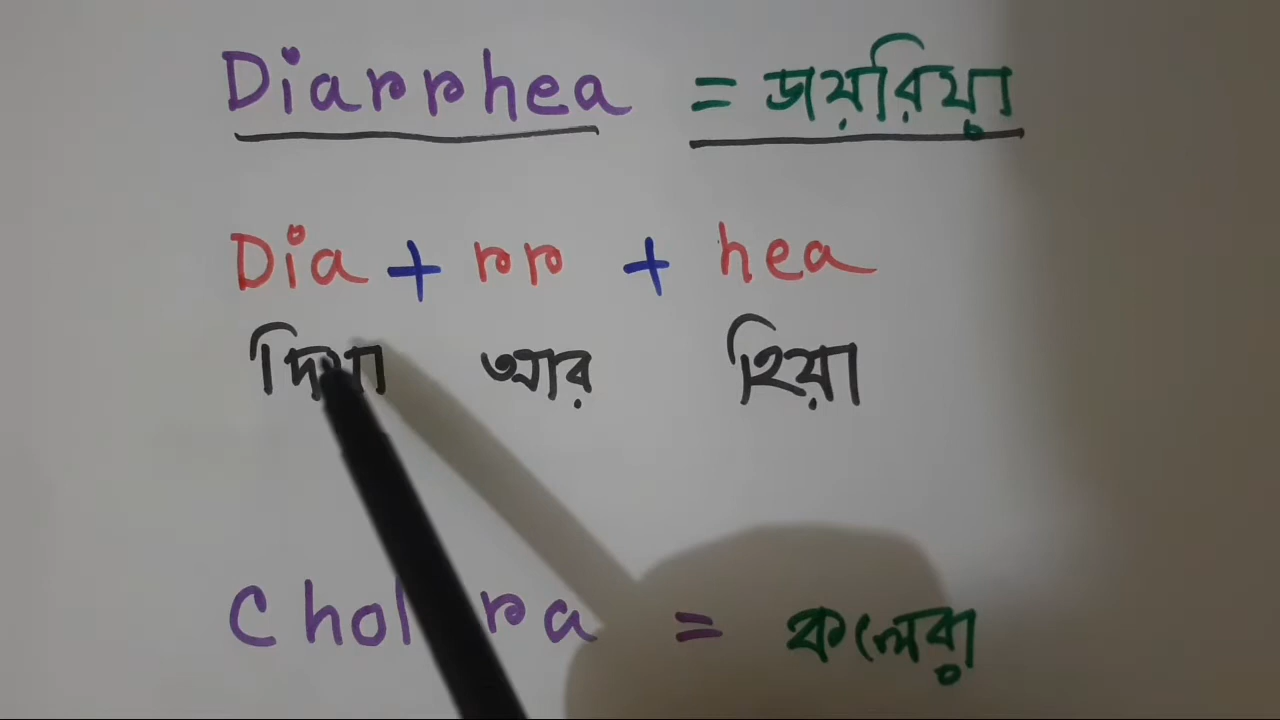 Diarrhea = ডায়রিয়া
Dia + rr + hea
আর হিয়া
= কলেরা